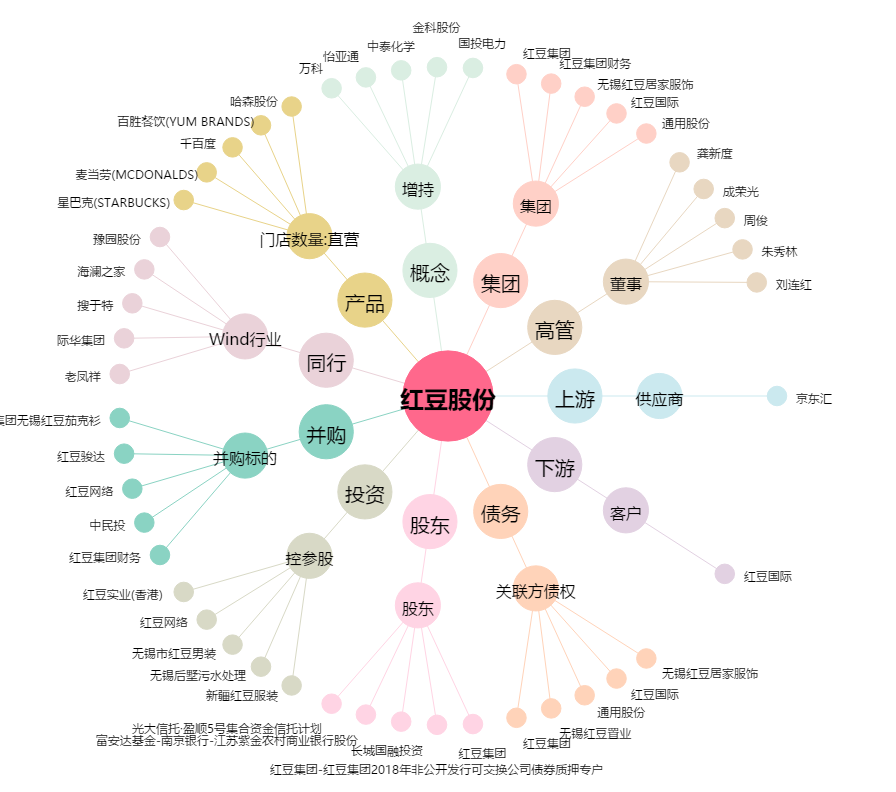 金科股份
中泰化学
国投电力
怡亚通
万科
红豆集团
红豆集团财务
无锡红豆居家服饰
红豆国际
通用股份
哈森股份
百胜餐饮(YUM BRANDS)
千百度
麦当劳(MCDONALDS)
星巴克(STARBUCKS)
龚新度
成荣光
周俊
朱秀林
刘连红
增持
集团
门店数量:直营
概念
集团
董事
产品
高管
豫园股份
海澜之家
搜于特
际华集团
老凤祥
Wind行业
同行
红豆股份
上游
供应商
京东汇
集团无锡红豆茄克衫
红豆骏达
红豆网络
中民投
红豆集团财务
并购标的
并购
下游
客户
红豆国际
投资
股东
债务
控参股
股东
关联方债权
红豆实业(香港)
红豆网络
无锡市红豆男装
无锡后墅污水处理
新疆红豆服装
无锡红豆居家服饰
红豆国际
通用股份
无锡红豆置业
红豆集团
光大信托·盈顺5号集合资金信托计划
富安达基金-南京银行-江苏紫金农村商业银行股份
长城国融投资
红豆集团
红豆集团-红豆集团2018年非公开发行可交换公司债券质押专户